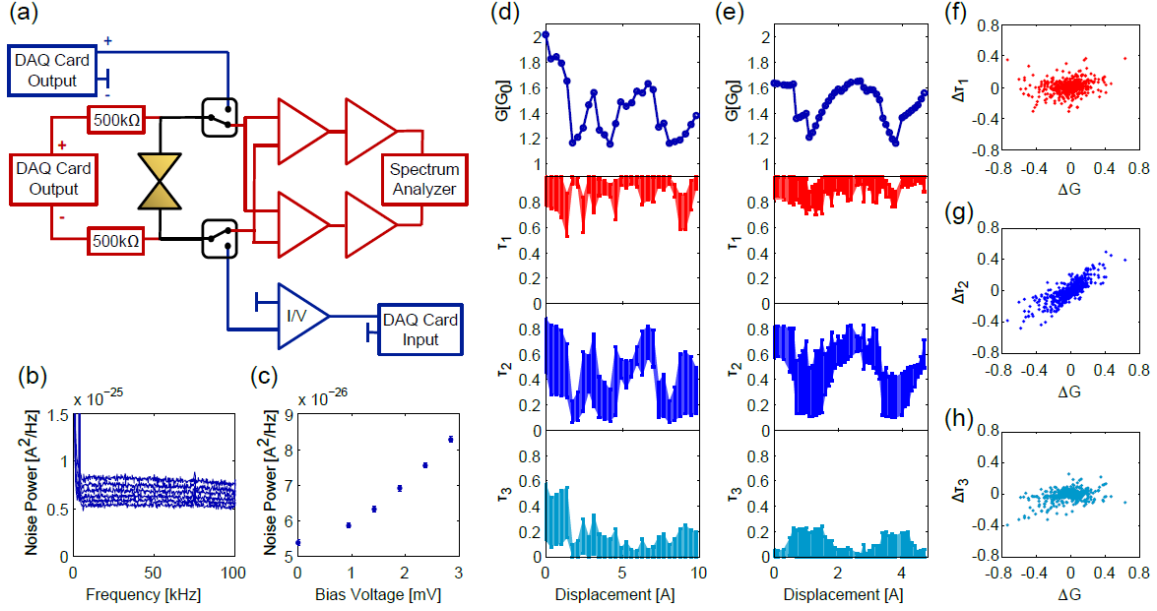 (a)
+
DAQ Card
Output
-
500kΩ
+
DAQ Card
Output
-
500kΩ
Spectrum
Analyzer
I/V
DAQ Card
Input
(b)
x 10⁻²⁵
1.5
1
0.5
0
Noise Power [A²/Hz]
0
50
100
Frequency [kHz]
(c)
x 10⁻²⁶
9
8
7
6
5
Noise Power [A²/Hz]
0
1
2
3
Bias Voltage [mV]
(d)
2
1.8
1.6
1.4
1.2
1
G[G₀]
0.8
0.6
0.4
0.2
0
τ₁
0.8
0.6
0.4
0.2
0
τ₂
0.8
0.6
0.4
0.2
0
τ₃
0
5
10
Displacement [A]
(e)
2
1.8
1.6
1.4
1.2
1
G[G₀]
0.8
0.6
0.4
0.2
0
τ₁
0.8
0.6
0.4
0.2
0
τ₂
0.8
0.6
0.4
0.2
0
τ₃
0
2
4
Displacement [A]
(f)
0.8
0.4
0
-0.4
-0.8
Δτ₁
-0.8
-0.4
0
0.4
0.8
ΔG
(g)
0.8
0.4
0
-0.4
-0.8
Δτ₂
-0.8
-0.4
0
0.4
0.8
ΔG
(h)
0.8
0.4
0
-0.4
-0.8
Δτ₃
-0.8
-0.4
0
0.4
0.8
ΔG